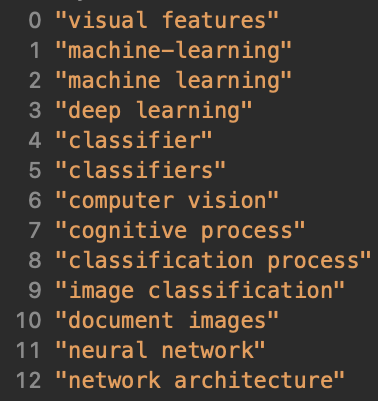 0 "visual features"
1 "machine-learning"
2 "machine learning"
3 "deep learning"
4 "classifier"
5 "classifiers"
6 "computer vision"
7 "cognitive process"
8 "classification process"
9 "image classification"
10 "document images"
11 "neural network"
12 "network architecture"